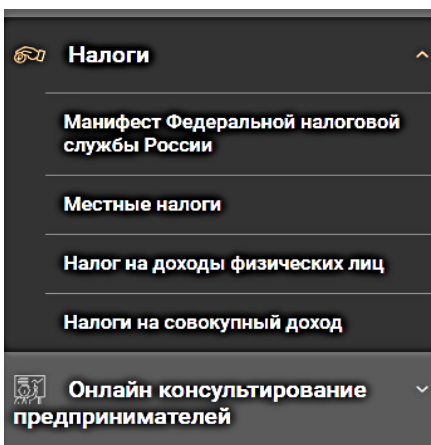 Налоги
Манифест Федеральной налоговой
службы России
Местные налоги
Налог на доходы физических лиц
Налоги на совокупный доход
Онлайн консультирование
предпринимателей